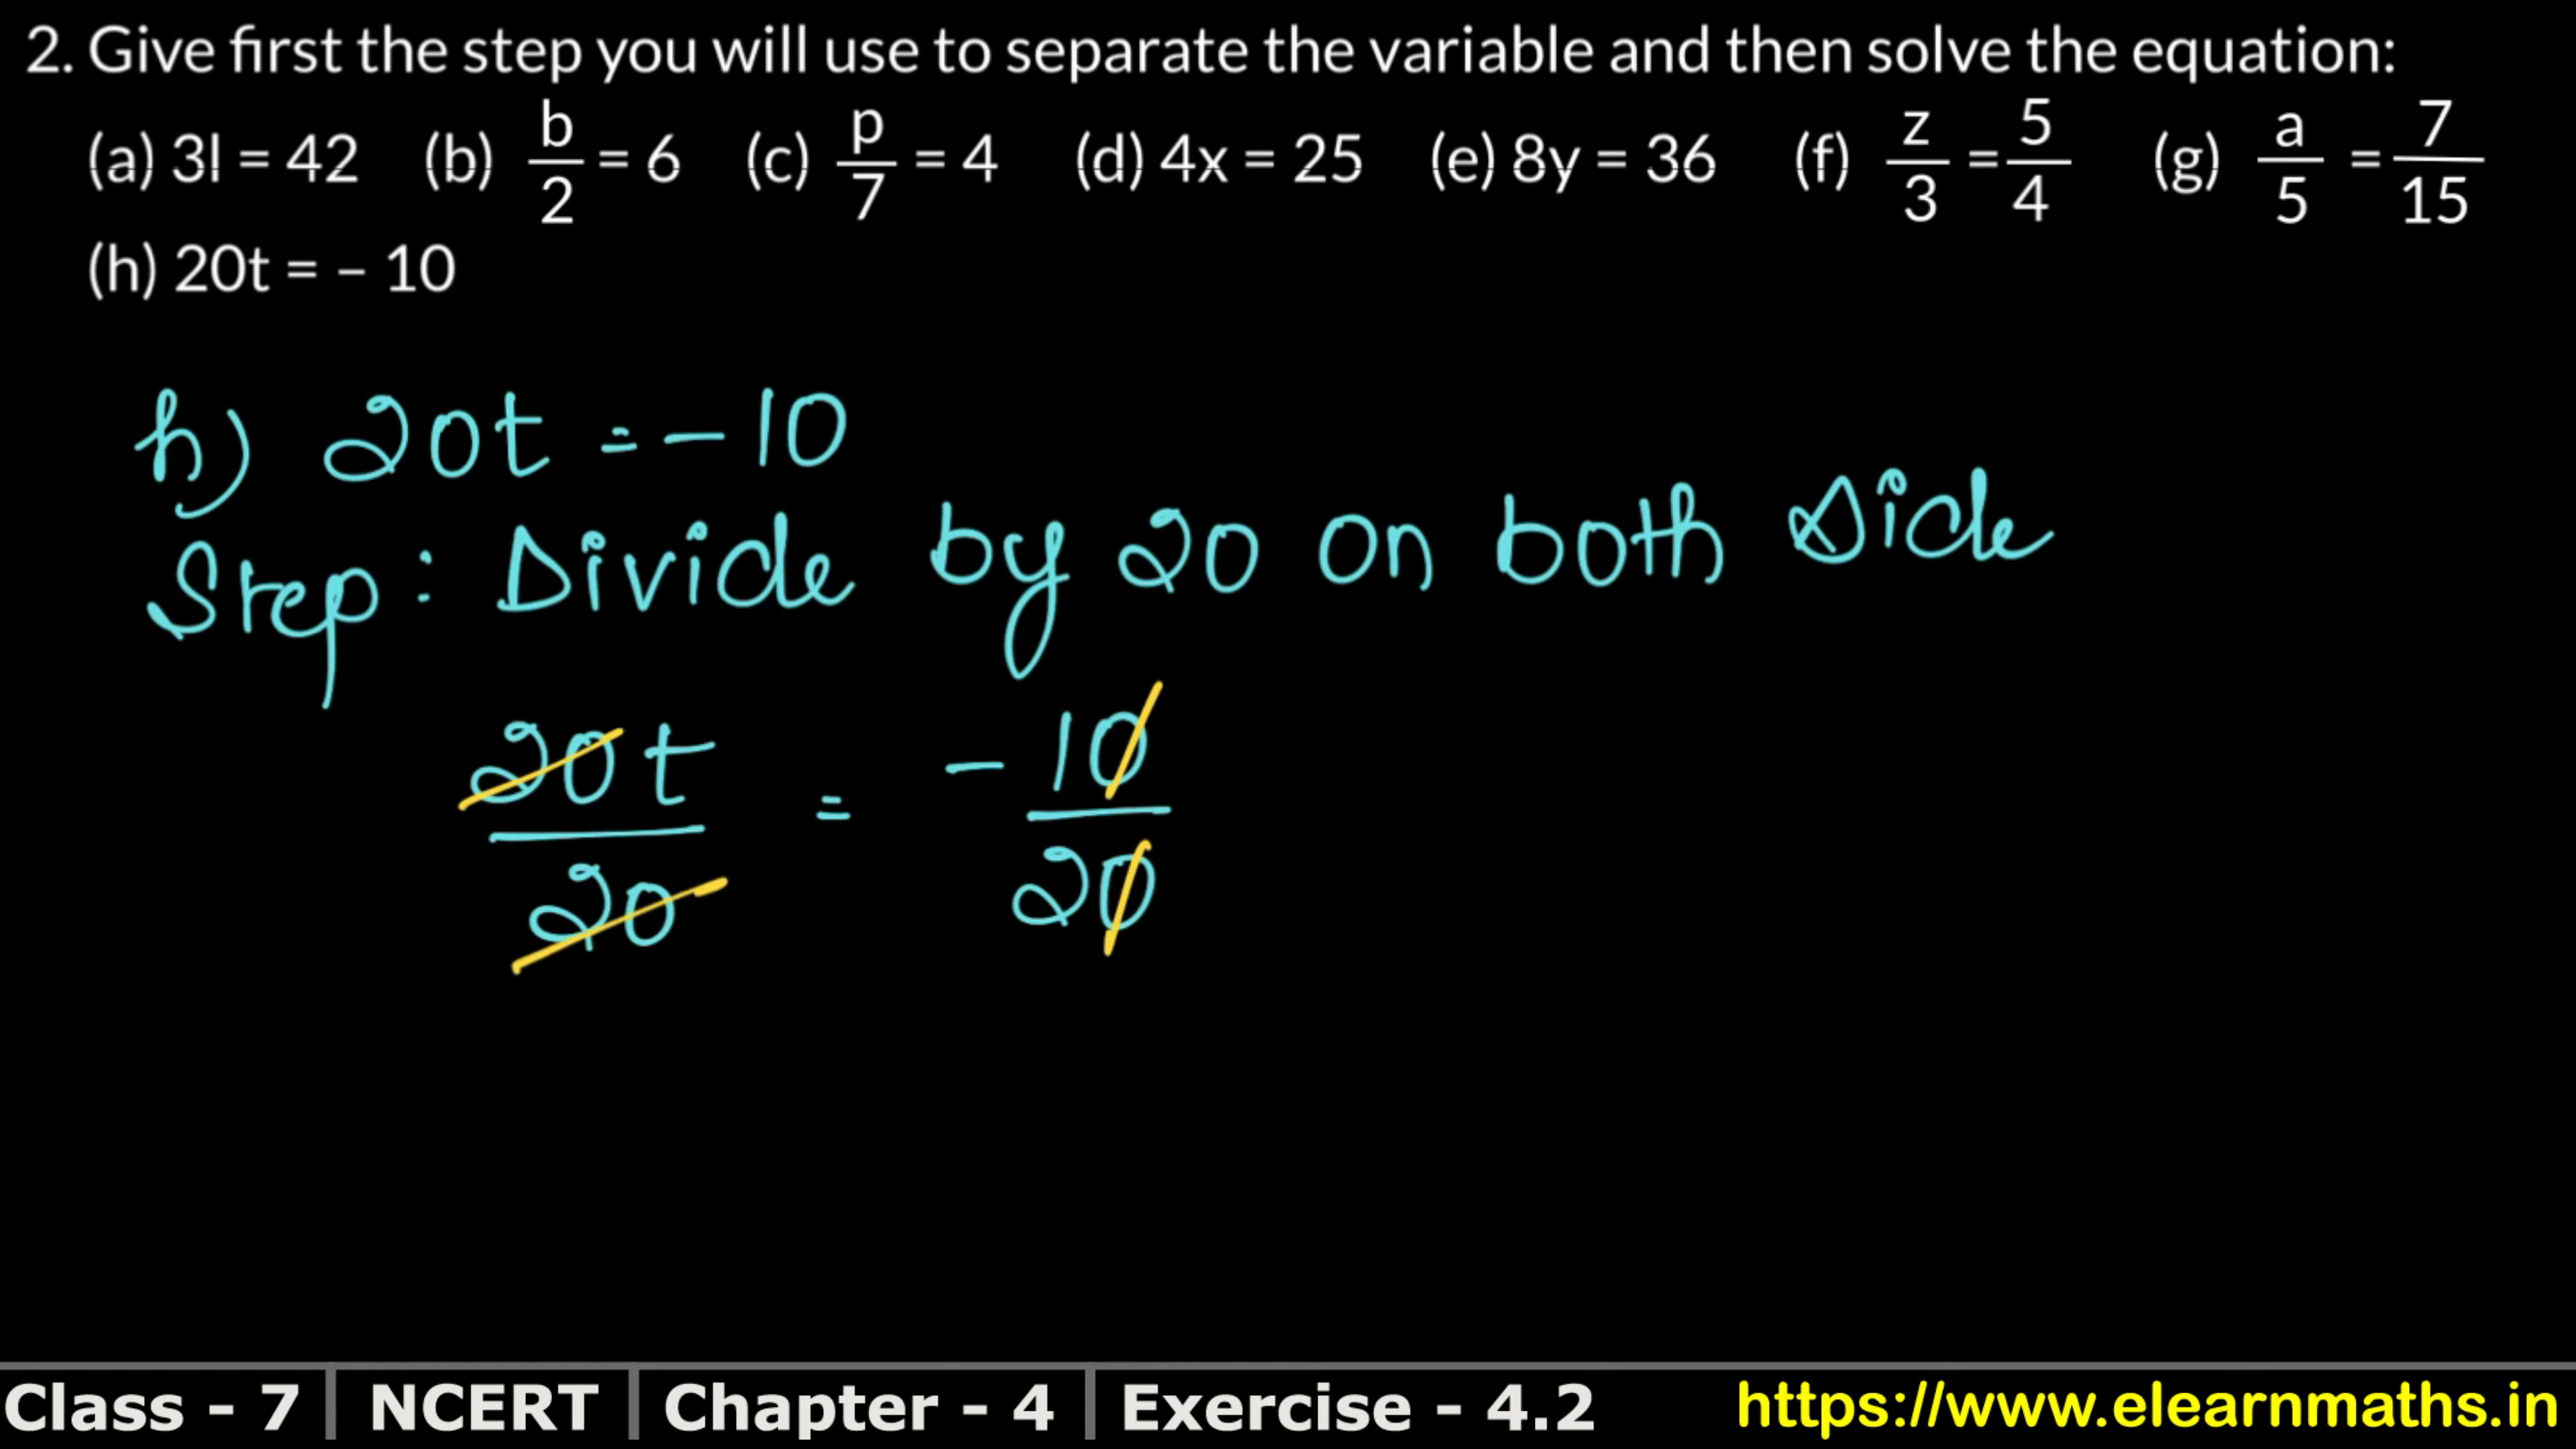 2. Give first the step you will use to separate the variable and then solve the equation:
(a) 3l = 42 (b) b/2 = 6 (c) p/7 = 4 (d) 4x = 25 (e) 8y = 36 (f) z/3 = 5/4 (g) a/5 = 7/15
(h) 20t = – 10
h) 20t = -10
Step: Divide by 20 on both side
20t/20 = -10/20
Class - 7 | NCERT | Chapter - 4 | Exercise - 4.2 https://www.elearnmaths.in